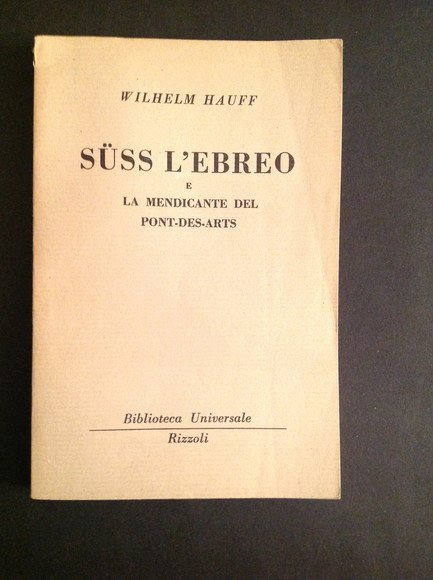 WILHELM HAUFF
SÜSS L'EBREO
E
LA MENDICANTE DEL
PONT-DES-ARTS
Biblioteca Universale
Rizzoli